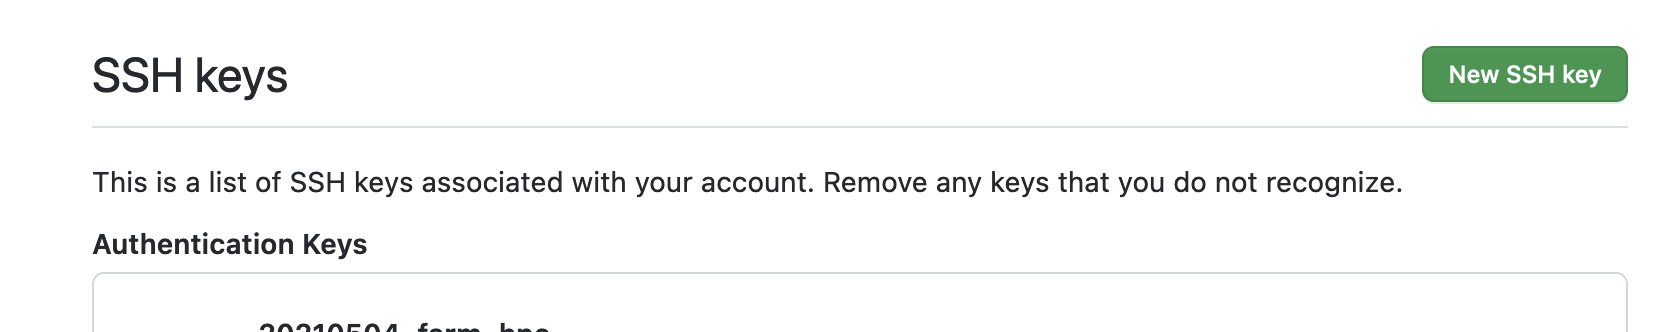 SSH keys
New SSH key
This is a list of SSH keys associated with your account. Remove any keys that you do not recognize.
Authentication Keys